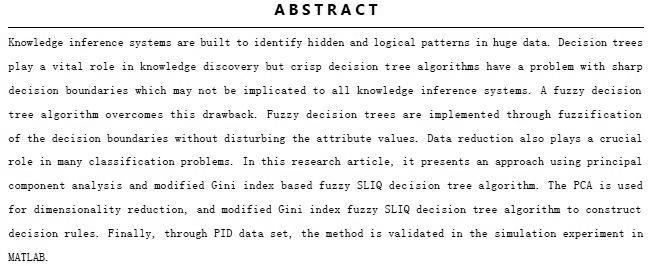 ABSTRACT
Knowledge inference systems are built to identify hidden and logical patterns in huge data. Decision trees
play a vital role in knowledge discovery but crisp decision tree algorithms have a problem with sharp
decision boundaries which may not be implicated to all knowledge inference systems. A fuzzy decision
tree algorithm overcomes this drawback. Fuzzy decision trees are implemented through fuzzification
of the decision boundaries without disturbing the attribute values. Data reduction also plays a crucial
role in many classification problems. In this research article, it presents an approach using principal
component analysis and modified Gini index based fuzzy SLIQ decision tree algorithm. The PCA is used
for dimensionality reduction, and modified Gini index fuzzy SLIQ decision tree algorithm to construct
decision rules. Finally, through PID data set, the method is validated in the simulation experiment in
MATLAB.